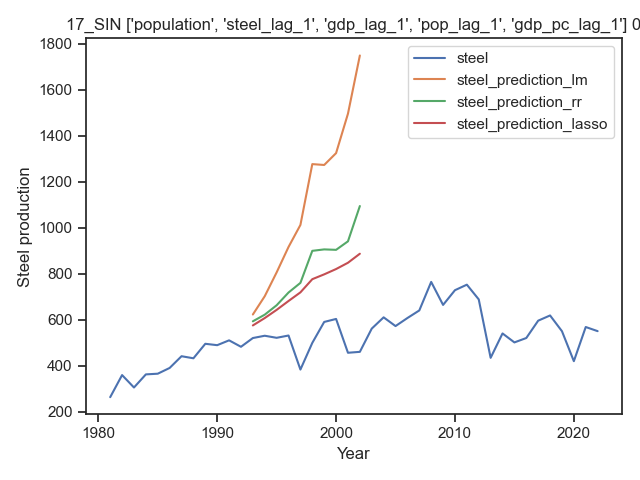 17_SIN ['population', 'steel_lag_1', 'gdp_lag_1', 'pop_lag_1', 'gdp_pc_lag_1'] 0
1800
1600
1400
1200
1000
800
600
400
200
Steel production
steel
steel_prediction_lm
steel_prediction_rr
steel_prediction_lasso
1980
1990
2000
2010
2020
Year